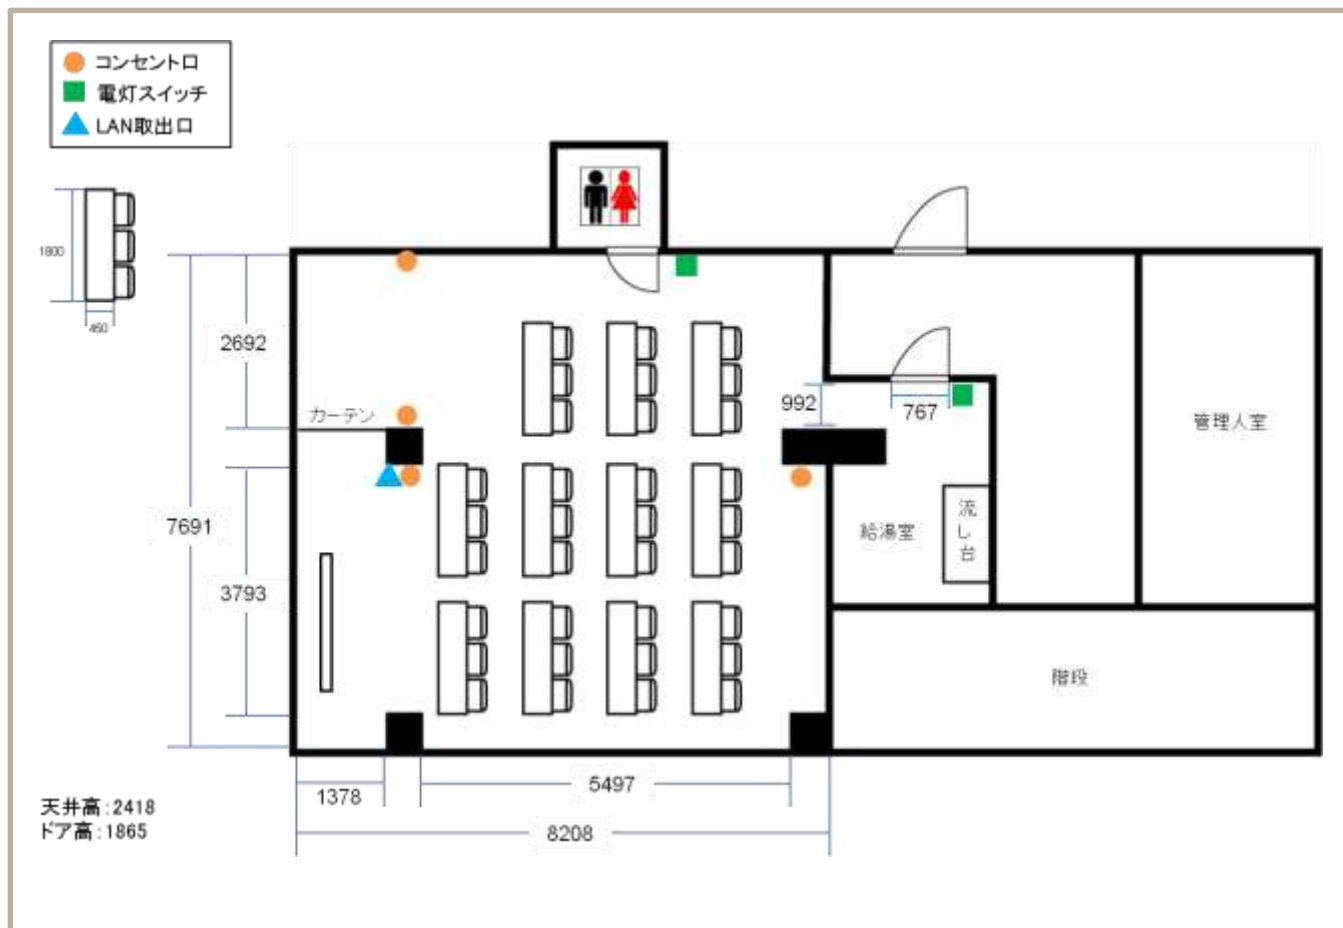 コンセント口
電灯スイッチ
LAN取出口
1800
450
2692
カーテン
992
767
管理人室
7691
給湯室
流し台
3793
階段
1378
5497
8208
天井高:2418
ドア高:1865